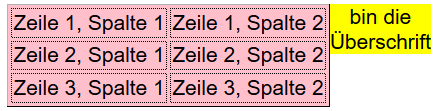 Zeile 1, Spalte 1 Zeile 1, Spalte 2
Zeile 2, Spalte 1 Zeile 2, Spalte 2
Zeile 3, Spalte 1 Zeile 3, Spalte 2
bin die
Überschrift